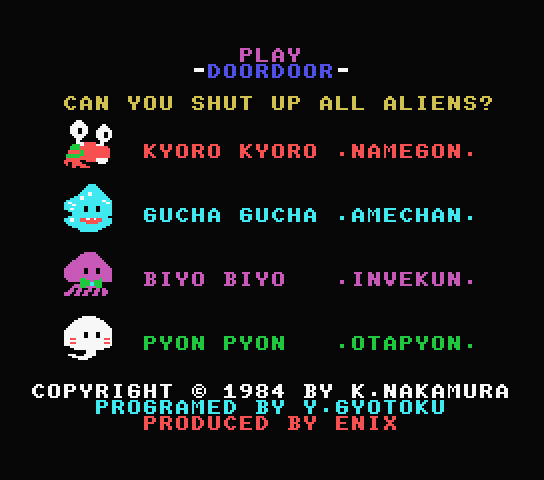 PLAY
-DOORDOOR-
CAN YOU SHUT UP ALL ALIENS?
KYORO KYORO .NAMEGON.
GUCHA GUCHA .AMECHAN.
BIYO BIYO .INVEKUN.
PYON PYON .OTAPYON.
COPYRIGHT © 1984 BY K.NAKAMURA
PROGRAMED BY Y.GYOTOKU
PRODUCED BY ENIX